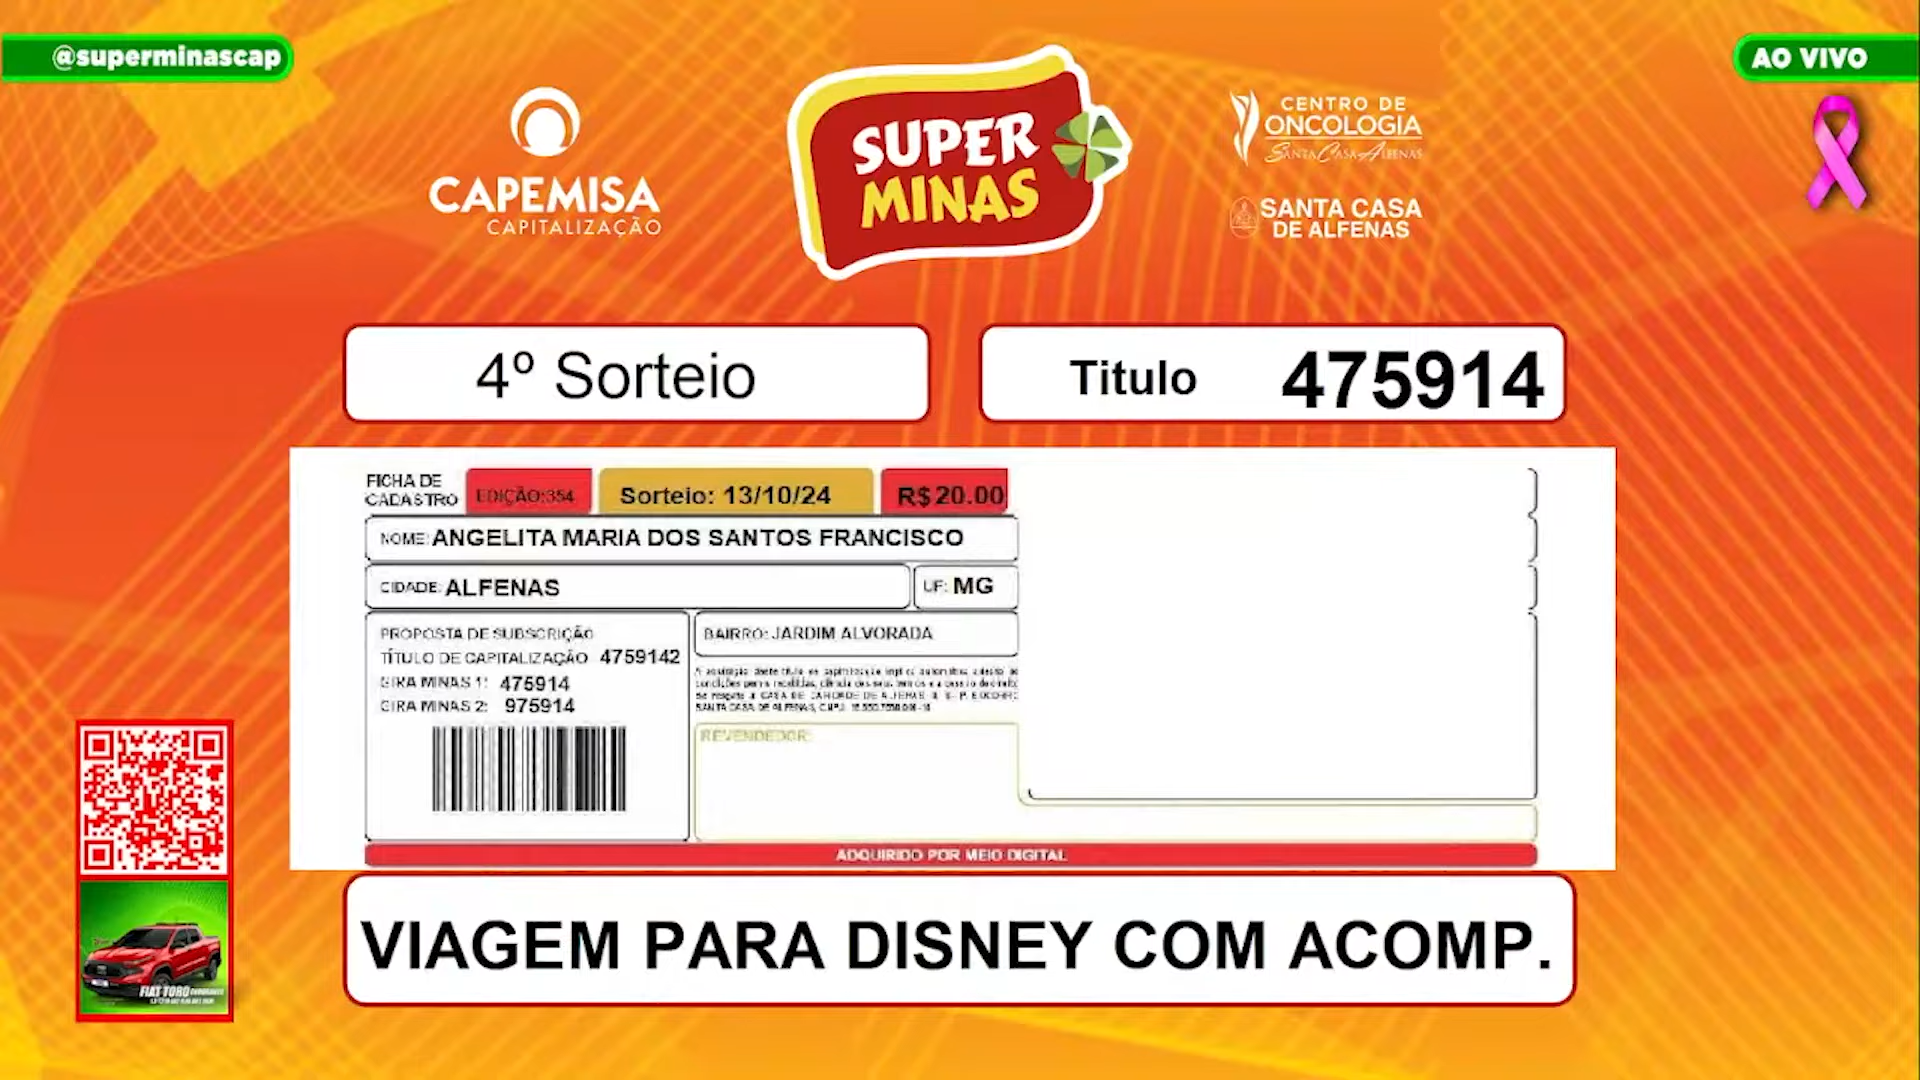 @superminascap
AO VIVO
CAPEMISA
CAPITALIZAÇÃO
SUPER
MINAS
CENTRO DE
ONCOLOGIA
SANTA CASA ALFENAS
SANTA CASA
DE ALFENAS
4º Sorteio
Titulo 475914
FICHA DE
CADASTRO
EDIÇÃO:354
Sorteio: 13/10/24
R$20.00
NOME: ANGELITA MARIA DOS SANTOS FRANCISCO
CIDADE: ALFENAS
UF: MG
PROPOSTA DE SUBSCRIÇÃO
TÍTULO DE CAPITALIZAÇÃO 4759142
GIRA MINAS 1: 475914
GIRA MINAS 2: 975914
BAIRRO: JARDIM ALVORADA
REVENDEDOR:
ADQUIRIDO POR MEIO DIGITAL
FIAT TORO
VIAGEM PARA DISNEY COM ACOMP.